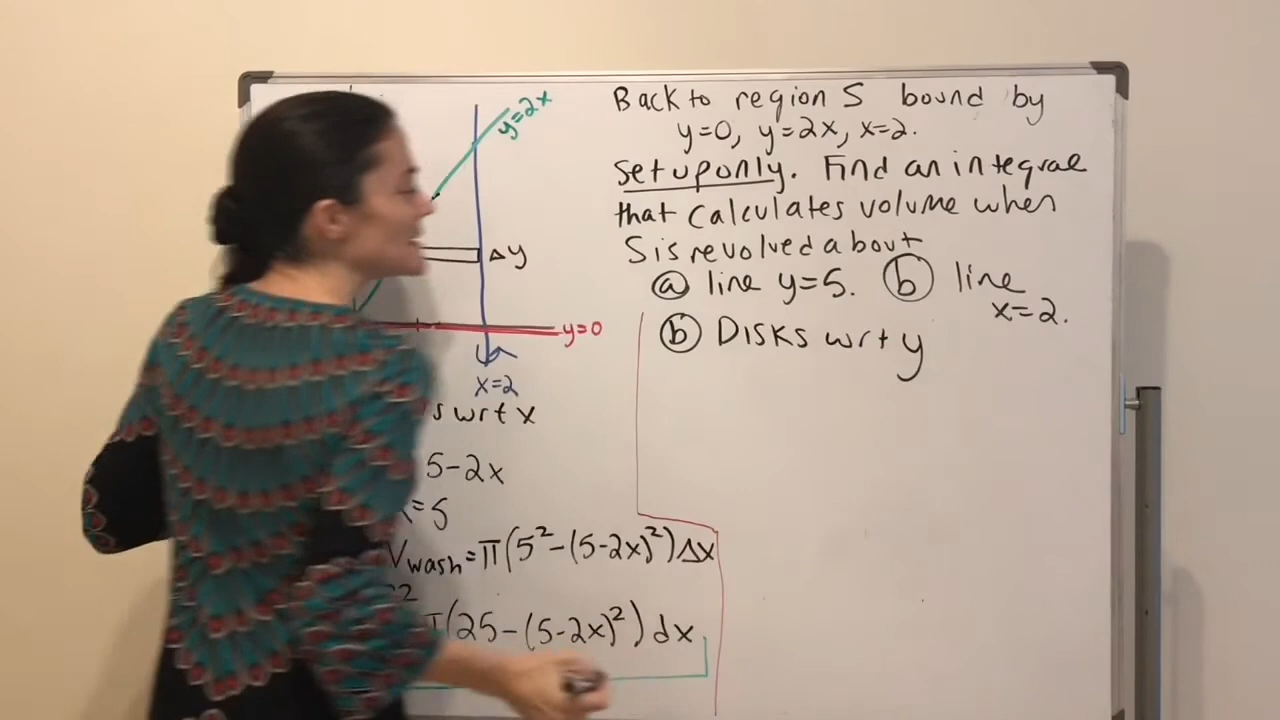 y=2x
Δy
y=0
x=2
s wrt x
5-2x
=5
Vwash=π(5²-(5-2x)²)Δx
(25-(5-2x)²)dx
Back to region S bound by
y=0, y=2x, x=2.
set up only. Find an integral
that calculates volume when
S is revolved about
ⓐ line y=5. ⓑ line
x=2.
ⓑ Disks wrt y